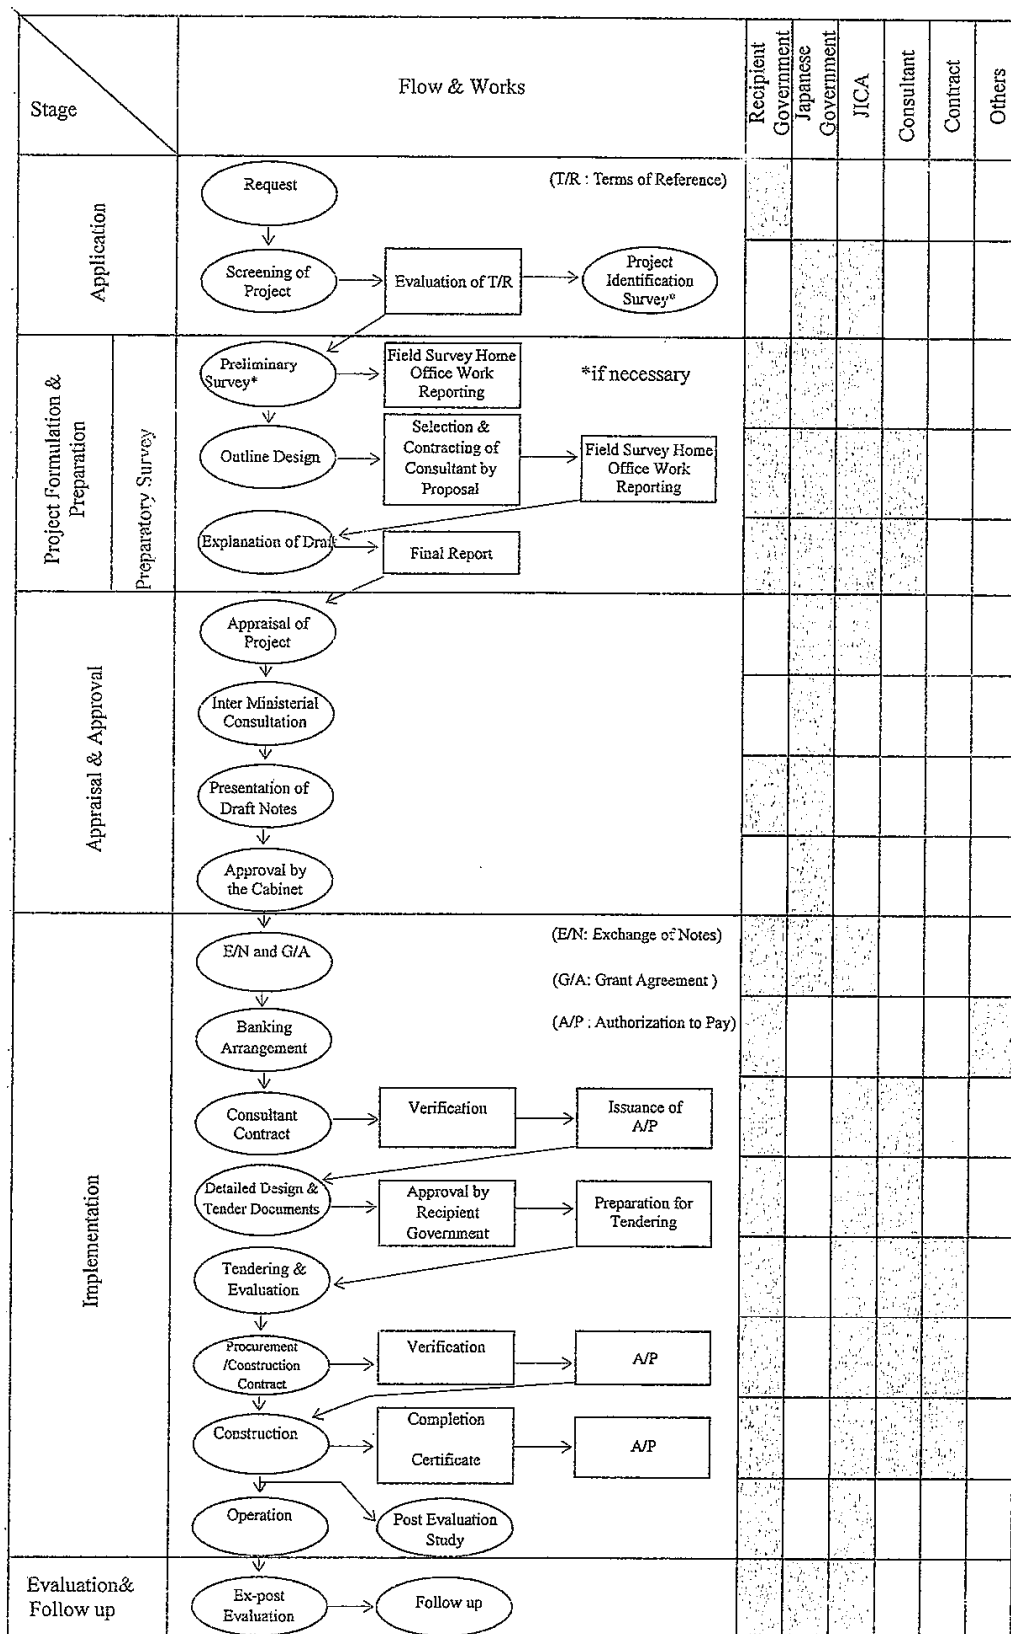 Stage
Flow & Works
Recipient
Government
Japanese
Government
JICA
Consultant
Contract
Others
Application
Request
(T/R : Terms of Reference)
Screening of
Project
Evaluation of T/R
Project
Identification
Survey*
Project Formulation &
Preparation
Preparatory Survey
Preliminary
Survey*
Field Survey Home
Office Work
Reporting
*if necessary
Outline Design
Selection &
Contracting of
Consultant by
Proposal
Field Survey Home
Office Work
Reporting
Explanation of Draft
Final Report
Appraisal & Approval
Appraisal of
Project
Inter Ministerial
Consultation
Presentation of
Draft Notes
Approval by
the Cabinet
Implementation
E/N and G/A
(E/N: Exchange of Notes)
(G/A: Grant Agreement )
Banking
Arrangement
(A/P : Authorization to Pay)
Consultant
Contract
Verification
Issuance of
A/P
Detailed Design &
Tender Documents
Approval by
Recipient
Government
Preparation for
Tendering
Tendering &
Evaluation
Procurement
/Construction
Contract
Verification
A/P
Construction
Completion
Certificate
A/P
Operation
Post Evaluation
Study
Evaluation&
Follow up
Ex-post
Evaluation
Follow up